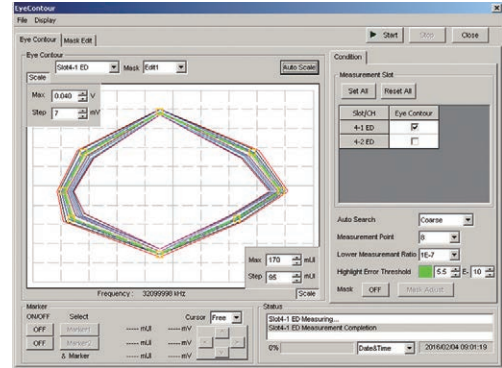 EyeContour
File Display
Start Stop Close
Eye Contour Mask Edit
Eye Contour
Slot4-1 ED Mask Edit1 Auto Scale
Scale
Max 0.040 V
Step 7 mV
Max 170 mUI
Step 95 mUI
Frequency : 32099998 kHz Scale
Condition
Measurement Slot
Set All Reset All
Slot/CH Eye Contour
4-1 ED
4-2 ED
Auto Search Coarse
Measurement Point 8
Lower Measurement Ratio 1E-7
Highlight Error Threshold 5.5 E- 10
Mask OFF Mask Adjust
Marker
ON/OFF Select Cursor Free
OFF Marker1 ----- mUI ----- mV
OFF Marker2 ----- mUI ----- mV
Δ Marker ----- mUI ----- mV
Status
Slot4-1 ED Measuring...
Slot4-1 ED Measurement Completion
0% Date&Time 2016/02/04 09:01:19